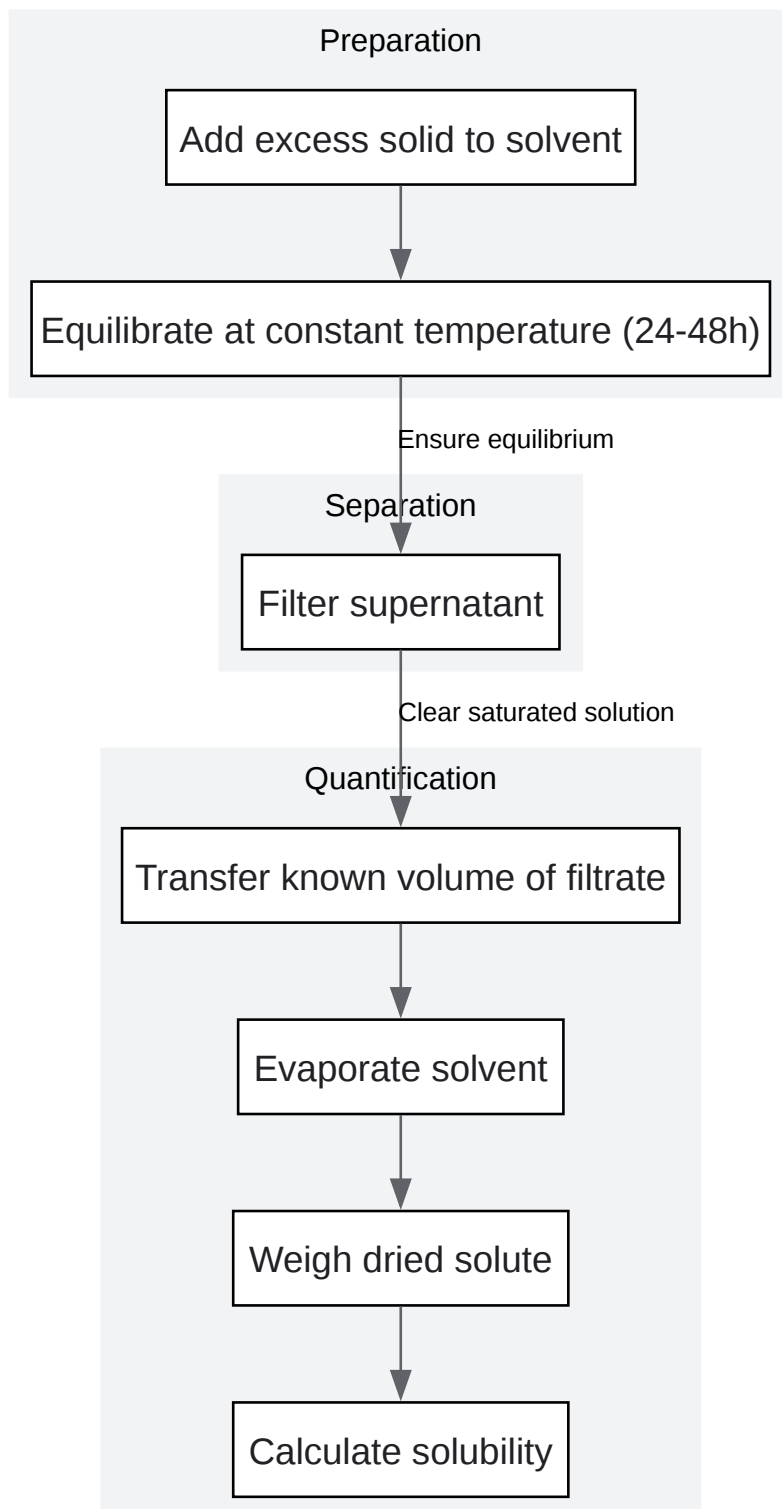 Preparation
Add excess solid to solvent
Equilibrate at constant temperature (24-48h)
Ensure equilibrium
Separation
Filter supernatant
Clear saturated solution
Quantification
Transfer known volume of filtrate
Evaporate solvent
Weigh dried solute
Calculate solubility